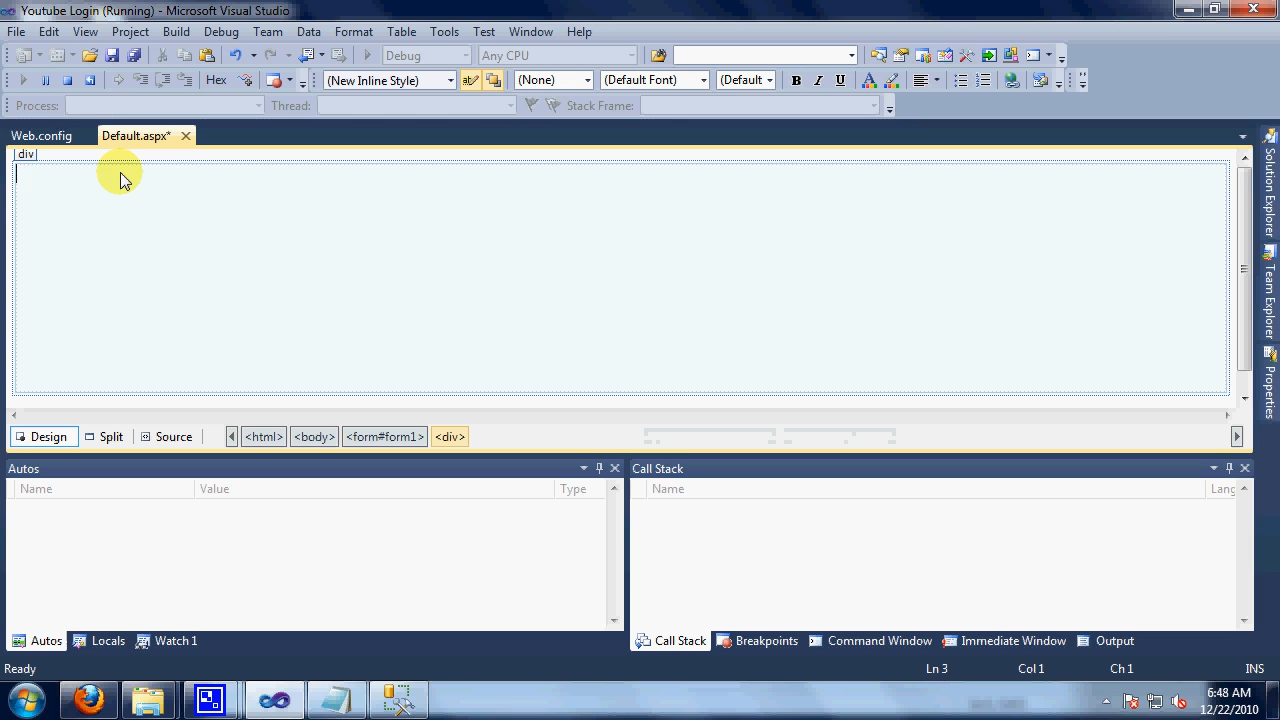 Youtube Login (Running) - Microsoft Visual Studio
File Edit View Project Build Debug Team Data Format Table Tools Test Window Help
Debug Any CPU
Hex (New Inline Style) (None) (Default Font) (Default B I U A
Process: Thread: Stack Frame:
Web.config Default.aspx*
div
Solution Explorer
Team Explorer
Properties
Design Split Source <html> <body> <form#form1> <div>
Autos Call Stack
Name Value Type Name Lang
Autos Locals Watch 1 Call Stack Breakpoints Command Window Immediate Window Output
Ready Ln 3 Col 1 Ch 1 INS
6:48 AM
12/22/2010